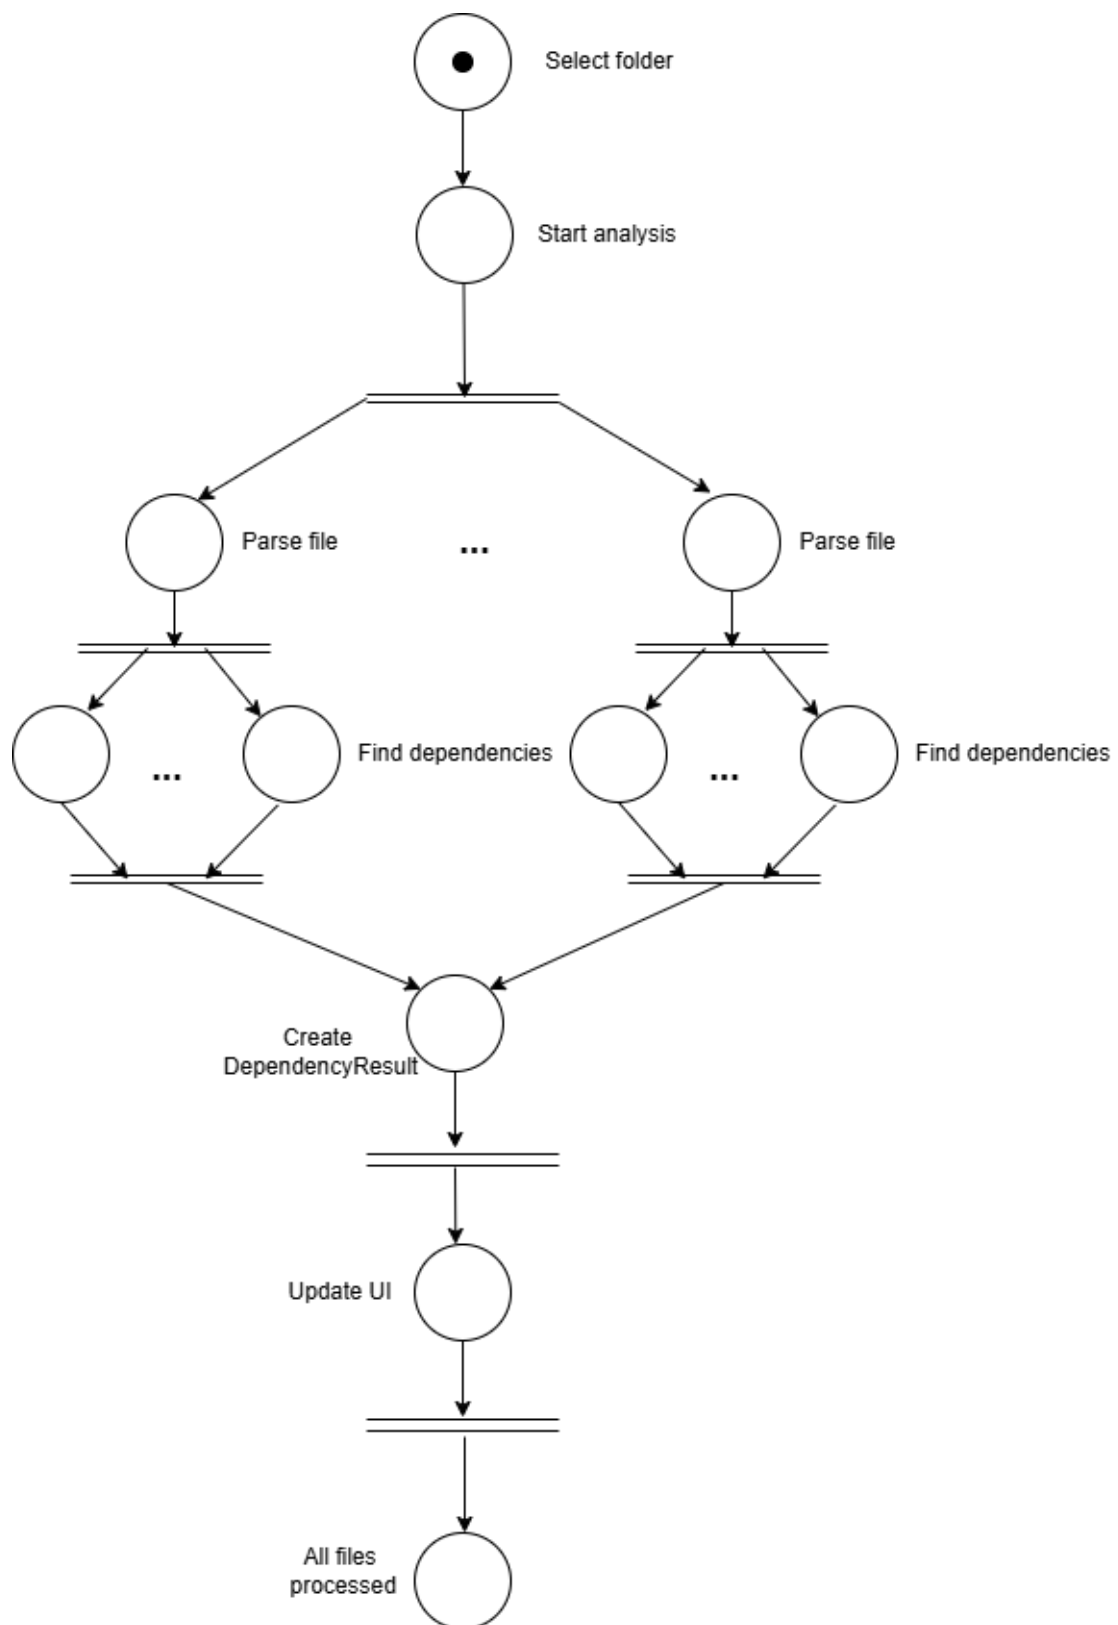 Select folder
Start analysis
Parse file
...
Parse file
...
Find dependencies
...
Find dependencies
Create
DependencyResult
Update UI
All files
processed